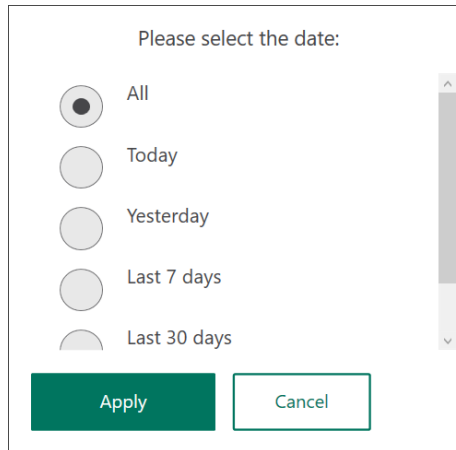 Please select the date:
All
Today
Yesterday
Last 7 days
Last 30 days
Apply
Cancel